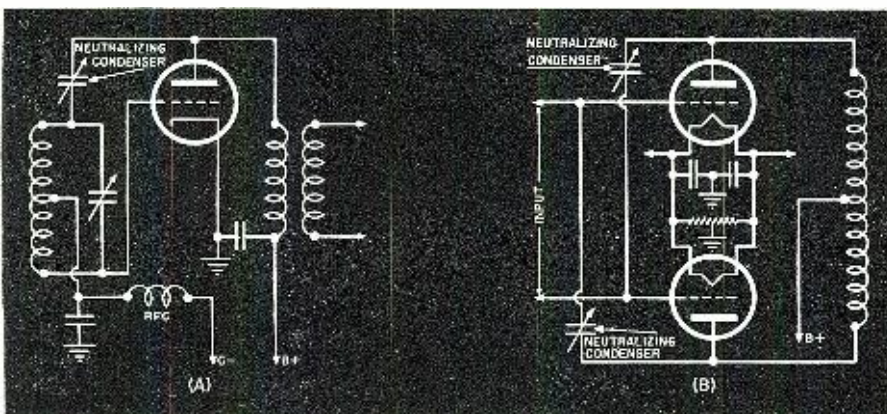 NEUTRALIZING
CONDENSER
RFC
C-
B+
(A)
NEUTRALIZING
CONDENSER
INPUT
NEUTRALIZING
CONDENSER
B+
(B)